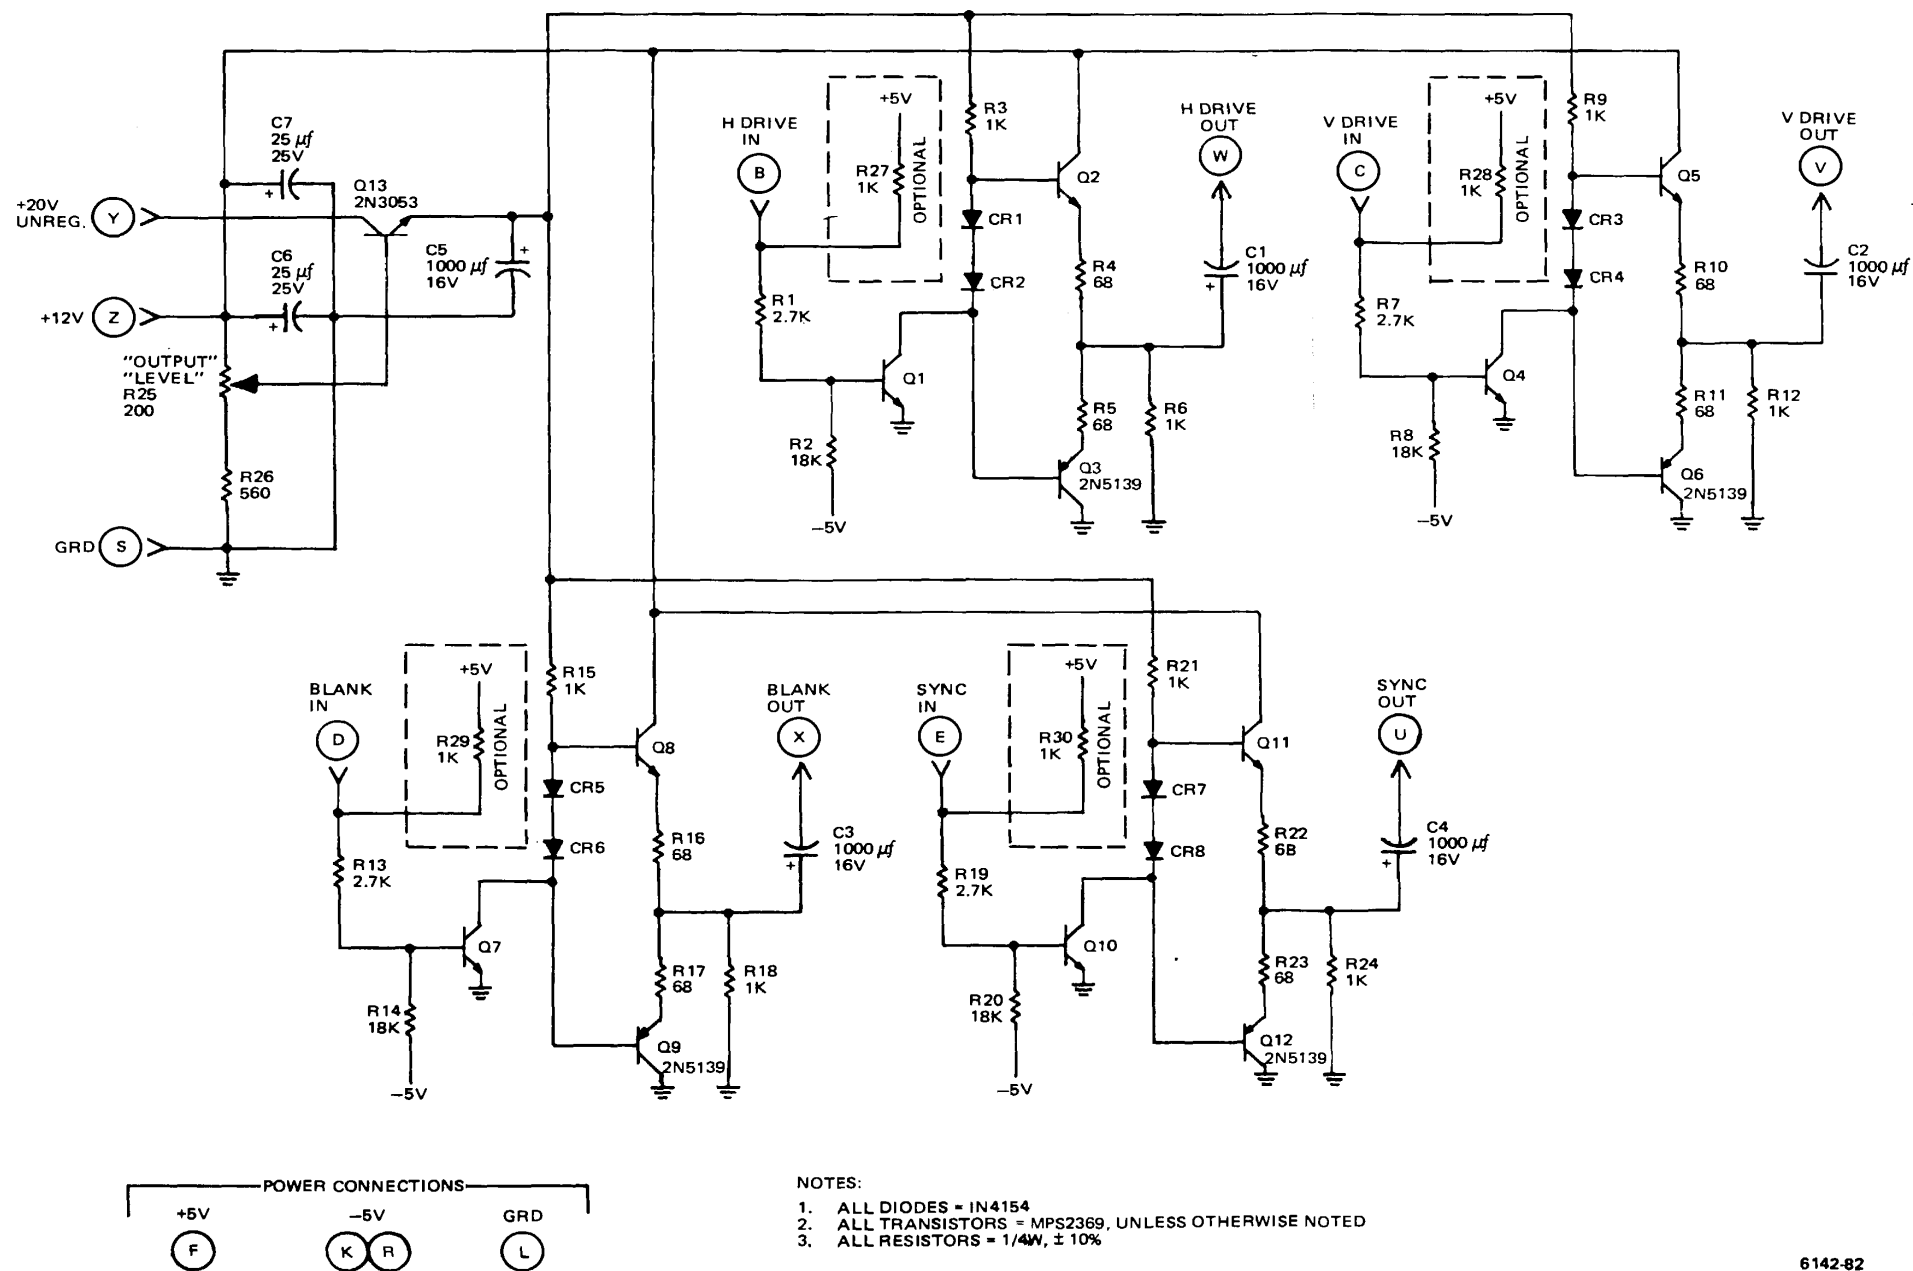 C7
25 µf
25V
Q13
2N3053
+20V
UNREG.
Y
+
C6
25 µf
25V
+
C5
1000 µf
16V
+
+12V
Z
"OUTPUT"
"LEVEL"
R25
200
R26
560
GRD
S
H DRIVE
IN
B
+5V
R27
1K
OPTIONAL
R1
2.7K
R2
18K
-5V
Q1
R3
1K
CR1
CR2
Q2
R4
68
R5
68
Q3
2N5139
R6
1K
H DRIVE
OUT
W
C1
1000 µf
16V
+
V DRIVE
IN
C
+5V
R28
1K
OPTIONAL
R7
2.7K
R8
18K
-5V
Q4
R9
1K
CR3
CR4
Q5
R10
68
R11
68
Q6
2N5139
R12
1K
V DRIVE
OUT
V
C2
1000 µf
16V
BLANK
IN
D
+5V
R29
1K
OPTIONAL
R13
2.7K
R14
18K
-5V
Q7
R15
1K
CR5
CR6
Q8
R16
68
R17
68
Q9
2N5139
R18
1K
BLANK
OUT
X
C3
1000 µf
16V
+
SYNC
IN
E
+5V
R30
1K
OPTIONAL
R19
2.7K
R20
18K
-5V
Q10
R21
1K
CR7
CR8
Q11
R22
6B
R23
68
Q12
2N5139
R24
1K
SYNC
OUT
U
C4
1000 µf
16V
+
POWER CONNECTIONS
+5V
-5V
GRD
F
K R
L
NOTES:
1. ALL DIODES = IN4154
2. ALL TRANSISTORS = MPS2369, UNLESS OTHERWISE NOTED
3. ALL RESISTORS = 1/4W, ± 10%
6142-82